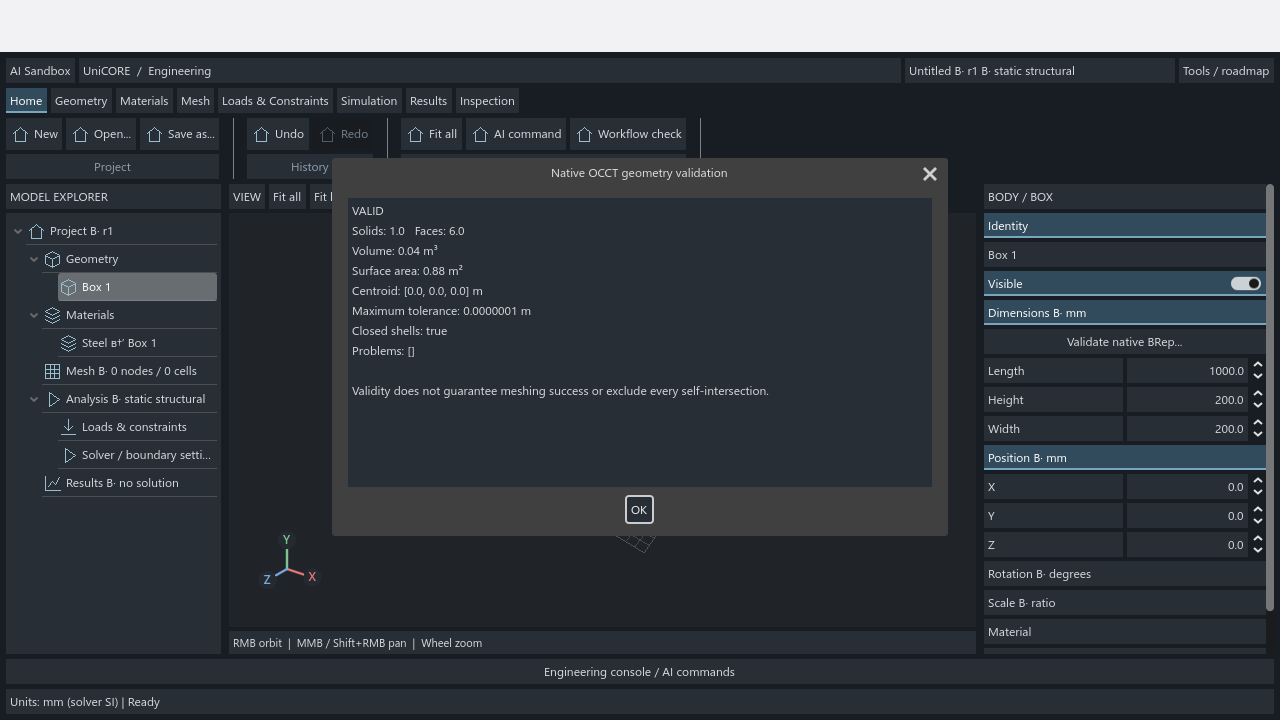 AI Sandbox
UniCORE / Engineering
Untitled В· r1 В· static structural
Tools / roadmap
Home
Geometry
Materials
Mesh
Loads & Constraints
Simulation
Results
Inspection
New
Open...
Save as...
Undo
Redo
Fit all
AI command
Workflow check
Project
History
MODEL EXPLORER
Project В· r1
Geometry
Box 1
Materials
Steel в†’ Box 1
Mesh В· 0 nodes / 0 cells
Analysis В· static structural
Loads & constraints
Solver / boundary setti...
Results В· no solution
VIEW
Fit all
Native OCCT geometry validation
VALID
Solids: 1.0   Faces: 6.0
Volume: 0.04 m³
Surface area: 0.88 m²
Centroid: [0.0, 0.0, 0.0] m
Maximum tolerance: 0.0000001 m
Closed shells: true
Problems: []
Validity does not guarantee meshing success or exclude every self-intersection.
OK
Y
Z
X
RMB orbit | MMB / Shift+RMB pan | Wheel zoom
BODY / BOX
Identity
Box 1
Visible
Dimensions В· mm
Validate native BRep...
Length 1000.0
Height 200.0
Width 200.0
Position В· mm
X 0.0
Y 0.0
Z 0.0
Rotation В· degrees
Scale В· ratio
Material
Engineering console / AI commands
Units: mm (solver SI) | Ready